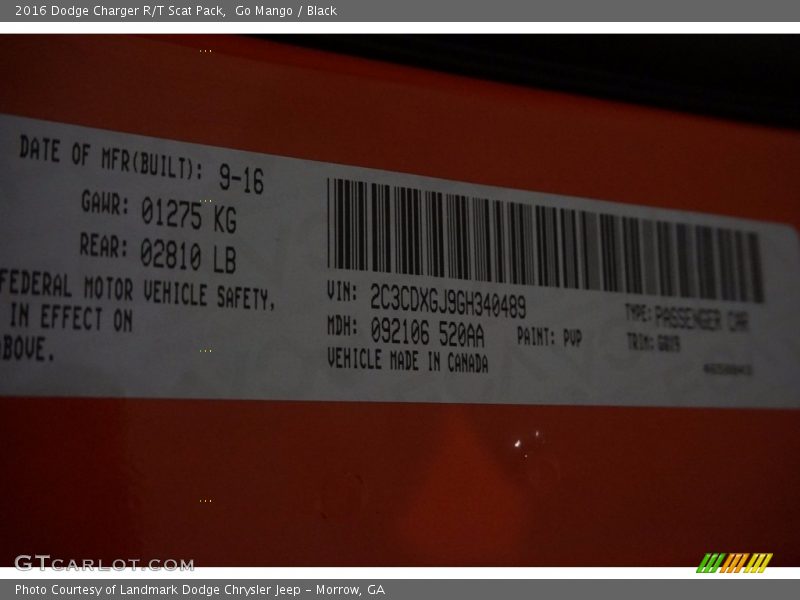 2016 Dodge Charger R/T Scat Pack,  Go Mango / Black
DATE OF MFR(BUILT): 9-16
GAWR: 01275 KG
REAR: 02810 LB
FEDERAL MOTOR VEHICLE SAFETY,
IN EFFECT ON
ABOVE.
VIN: 2C3CDXGJ9GH340489
MDH: 092106 520AA
PAINT: PVP
VEHICLE MADE IN CANADA
TYPE: PASSENGER CAR
TRIM:
GTCARLOT.COM
Photo Courtesy of Landmark Dodge Chrysler Jeep – Morrow, GA